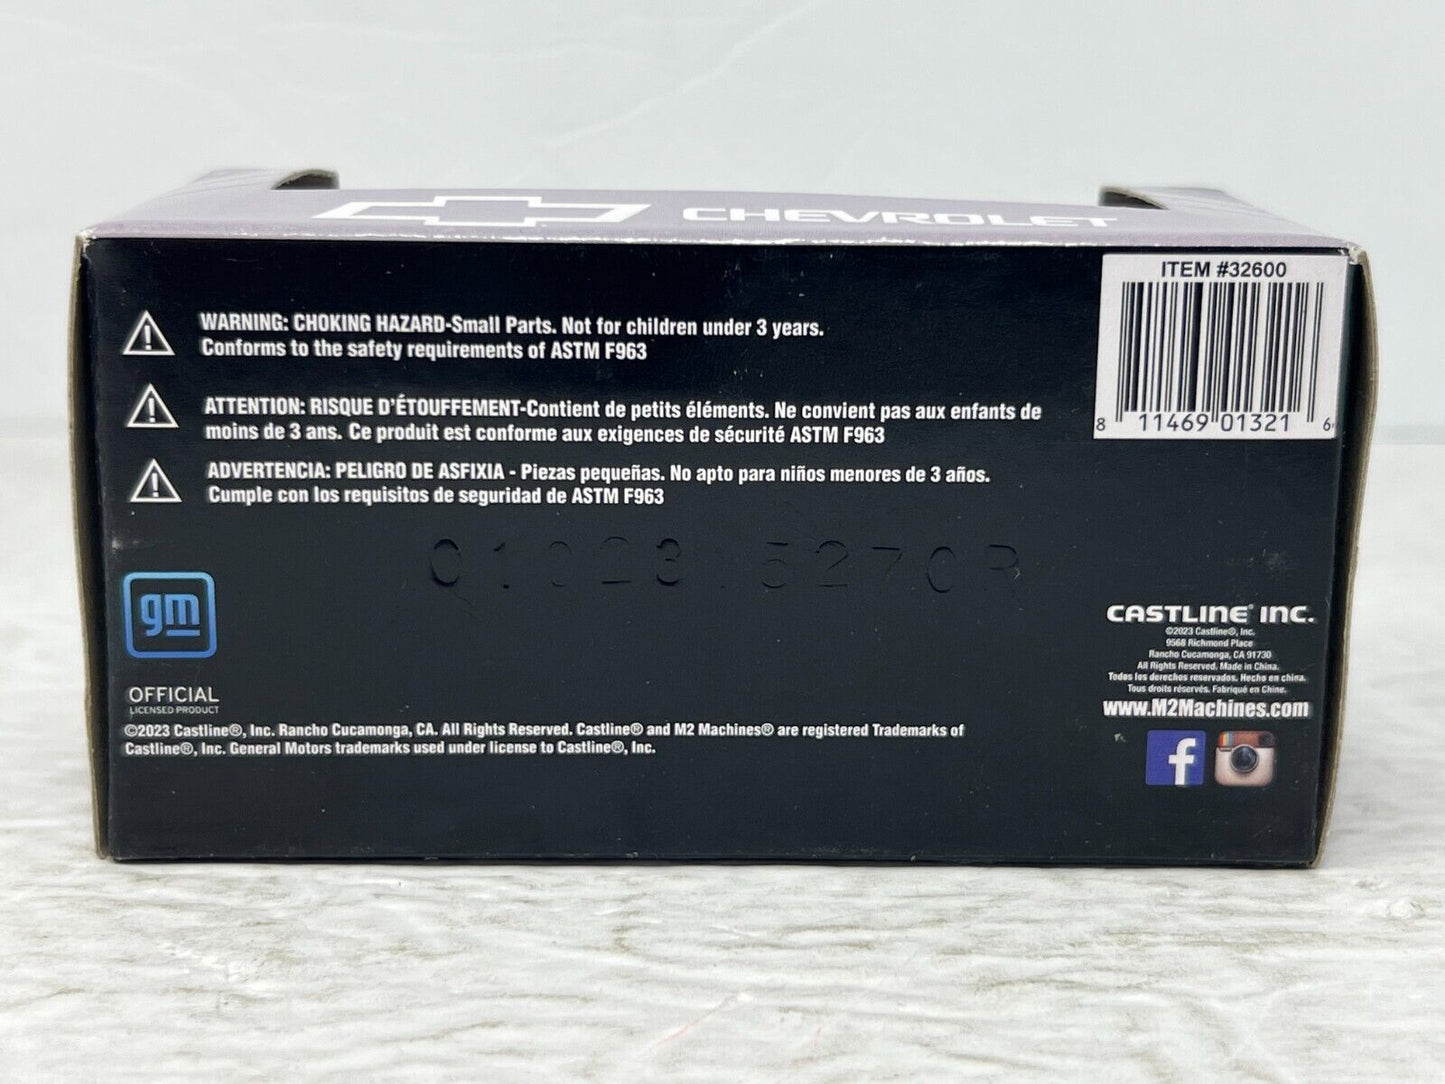 CHEVROLET
ITEM #32600
8 11469 01321 6
WARNING: CHOKING HAZARD-Small Parts. Not for children under 3 years.
Conforms to the safety requirements of ASTM F963
ATTENTION: RISQUE D'ÉTOUFFEMENT-Contient de petits éléments. Ne convient pas aux enfants de
moins de 3 ans. Ce produit est conforme aux exigences de sécurité ASTM F963
ADVERTENCIA: PELIGRO DE ASFIXIA - Piezas pequeñas. No apto para niños menores de 3 años.
Cumple con los requisitos de seguridad de ASTM F963
gm
OFFICIAL
LICENSED PRODUCT
©2023 Castline®, Inc. Rancho Cucamonga, CA. All Rights Reserved. Castline® and M2 Machines® are registered Trademarks of
Castline®, Inc. General Motors trademarks used under license to Castline®, Inc.
CASTLINE® INC.
©2023 Castline®, Inc.
9568 Richmond Place
Rancho Cucamonga, CA 91730
All Rights Reserved. Made in China.
Todos los derechos reservados. Hecho en china.
Tous droits réservés. Fabriqué en Chine.
www.M2Machines.com
f